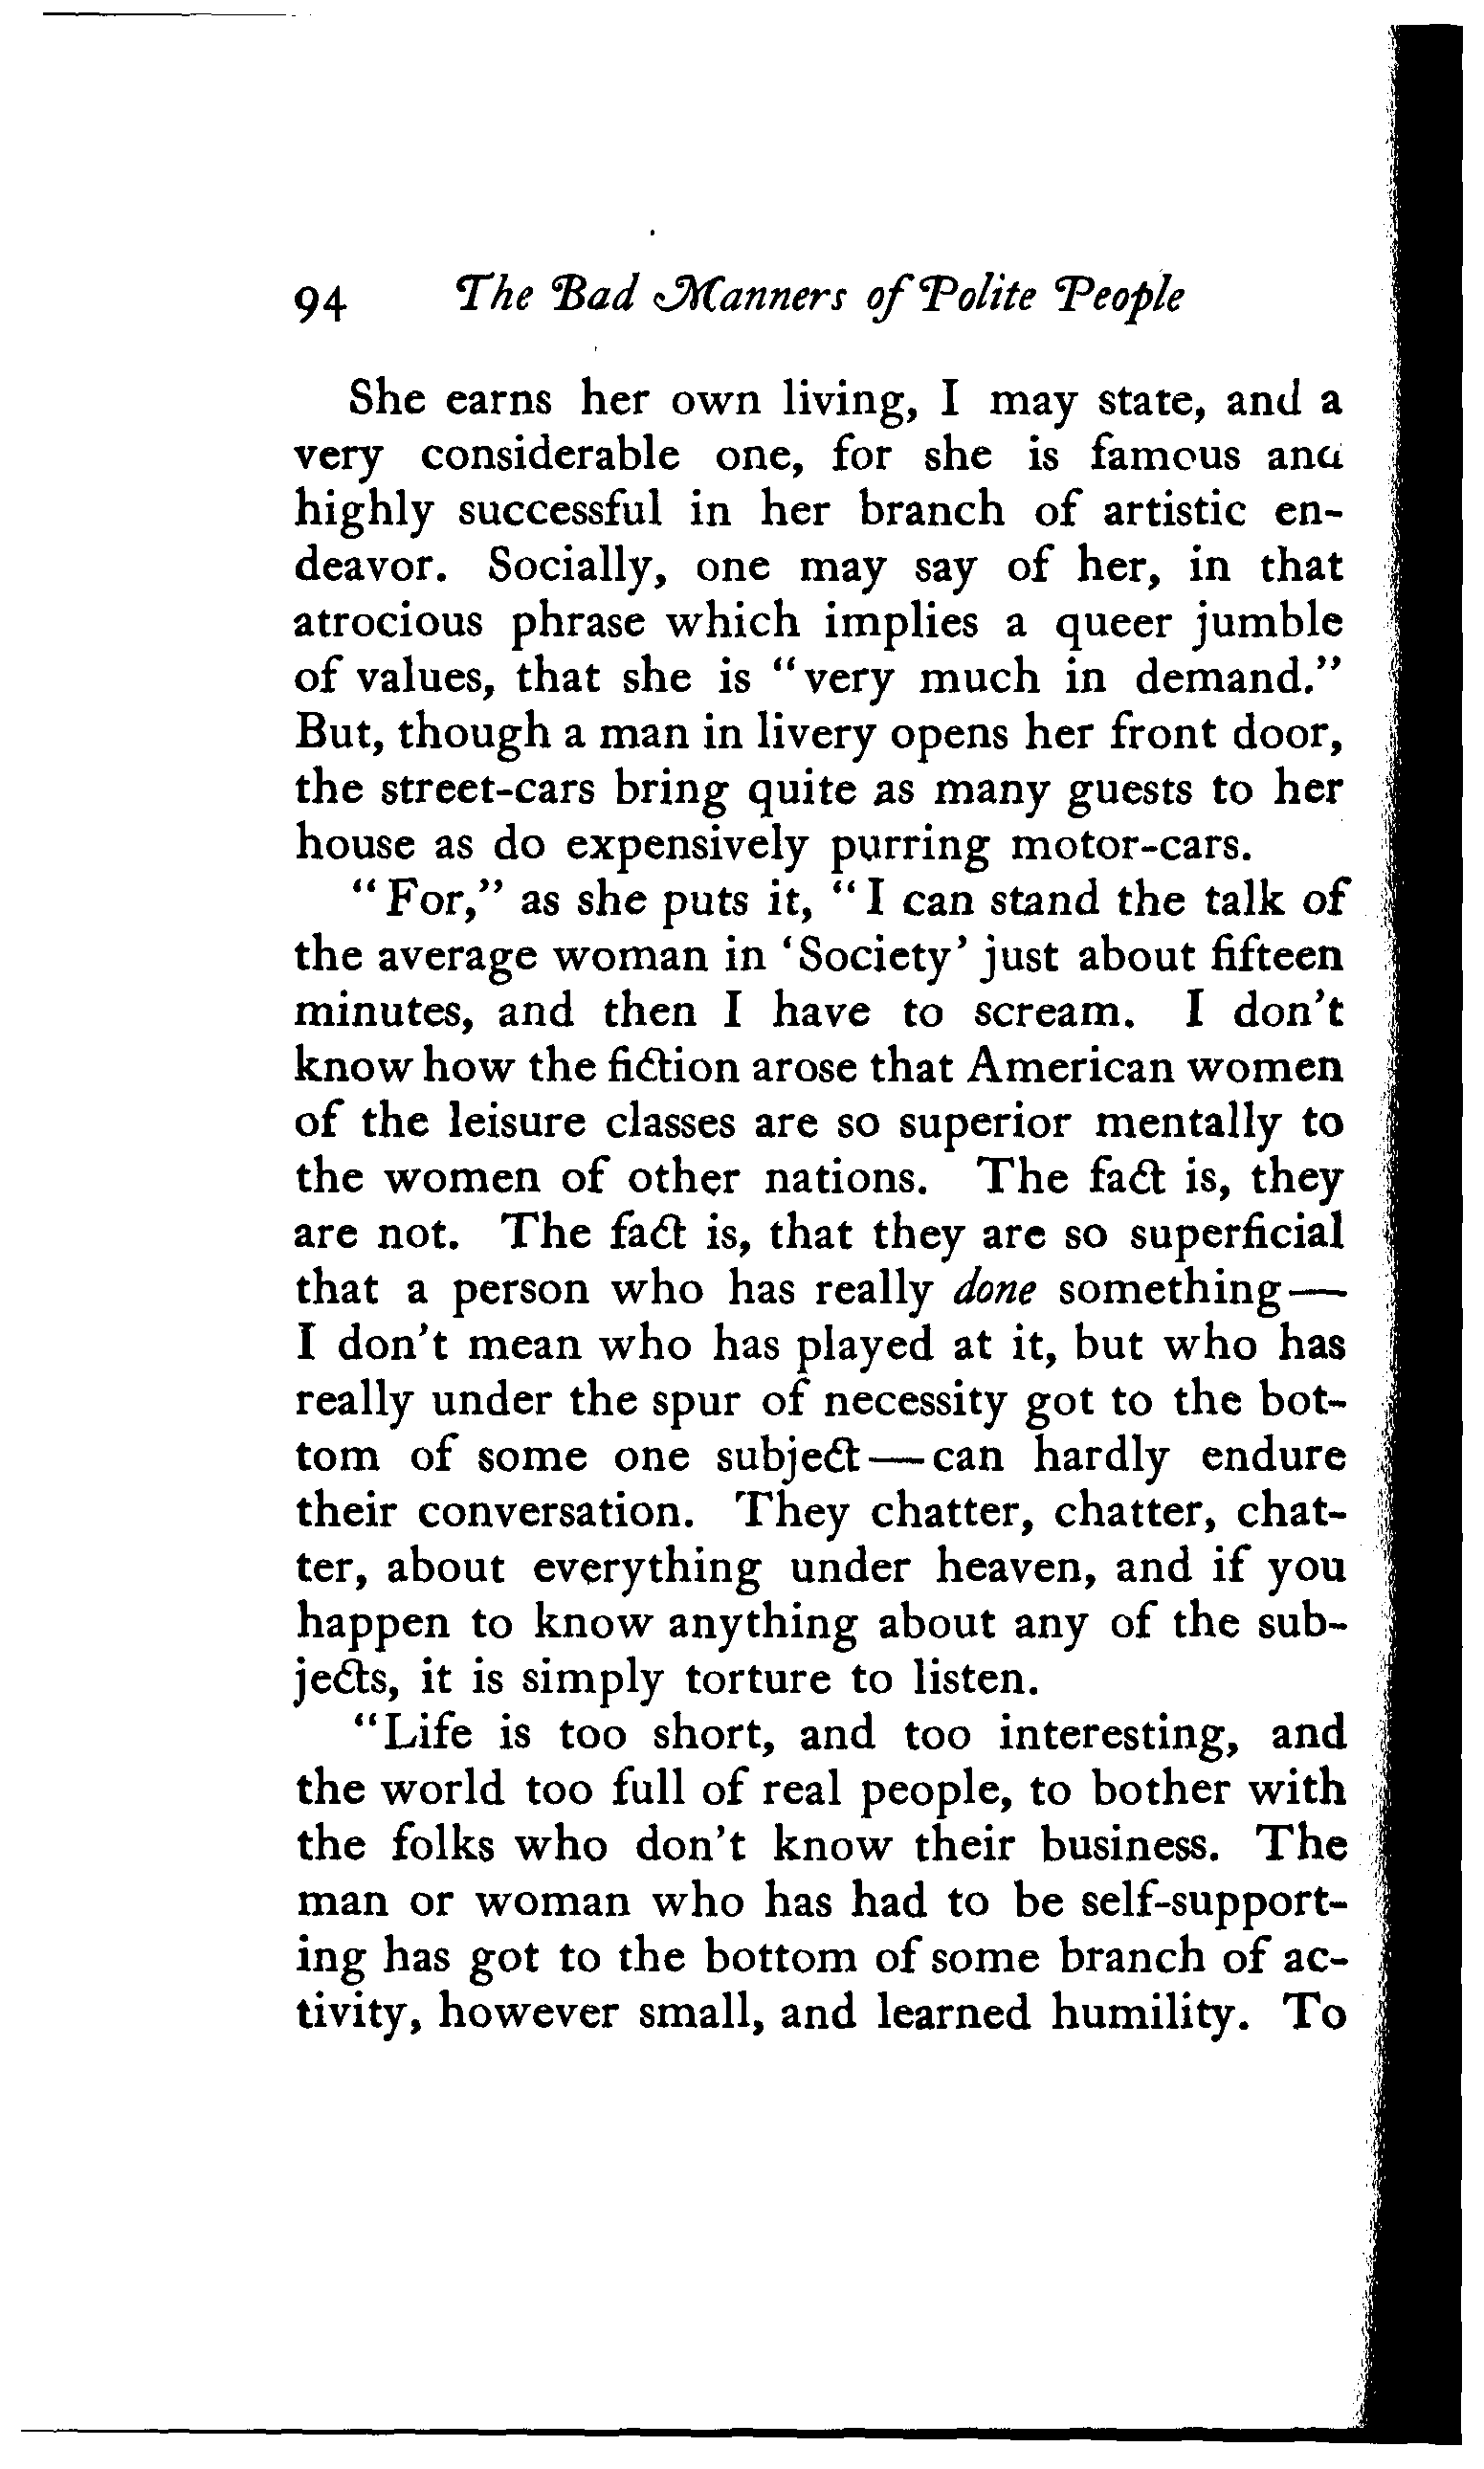 94 The Bad Manners of Polite People
She earns her own living, I may state, and a
very considerable one, for she is famous and
highly successful in her branch of artistic en-
deavor. Socially, one may say of her, in that
atrocious phrase which implies a queer jumble
of values, that she is "very much in demand."
But, though a man in livery opens her front door,
the street-cars bring quite as many guests to her
house as do expensively purring motor-cars.
"For," as she puts it, "I can stand the talk of
the average woman in 'Society' just about fifteen
minutes, and then I have to scream. I don't
know how the fiction arose that American women
of the leisure classes are so superior mentally to
the women of other nations. The fact is, they
are not. The fact is, that they are so superficial
that a person who has really done something—
I don't mean who has played at it, but who has
really under the spur of necessity got to the bot-
tom of some one subject—can hardly endure
their conversation. They chatter, chatter, chat-
ter, about everything under heaven, and if you
happen to know anything about any of the sub-
jects, it is simply torture to listen.
"Life is too short, and too interesting, and
the world too full of real people, to bother with
the folks who don't know their business. The
man or woman who has had to be self-support-
ing has got to the bottom of some branch of ac-
tivity, however small, and learned humility. To